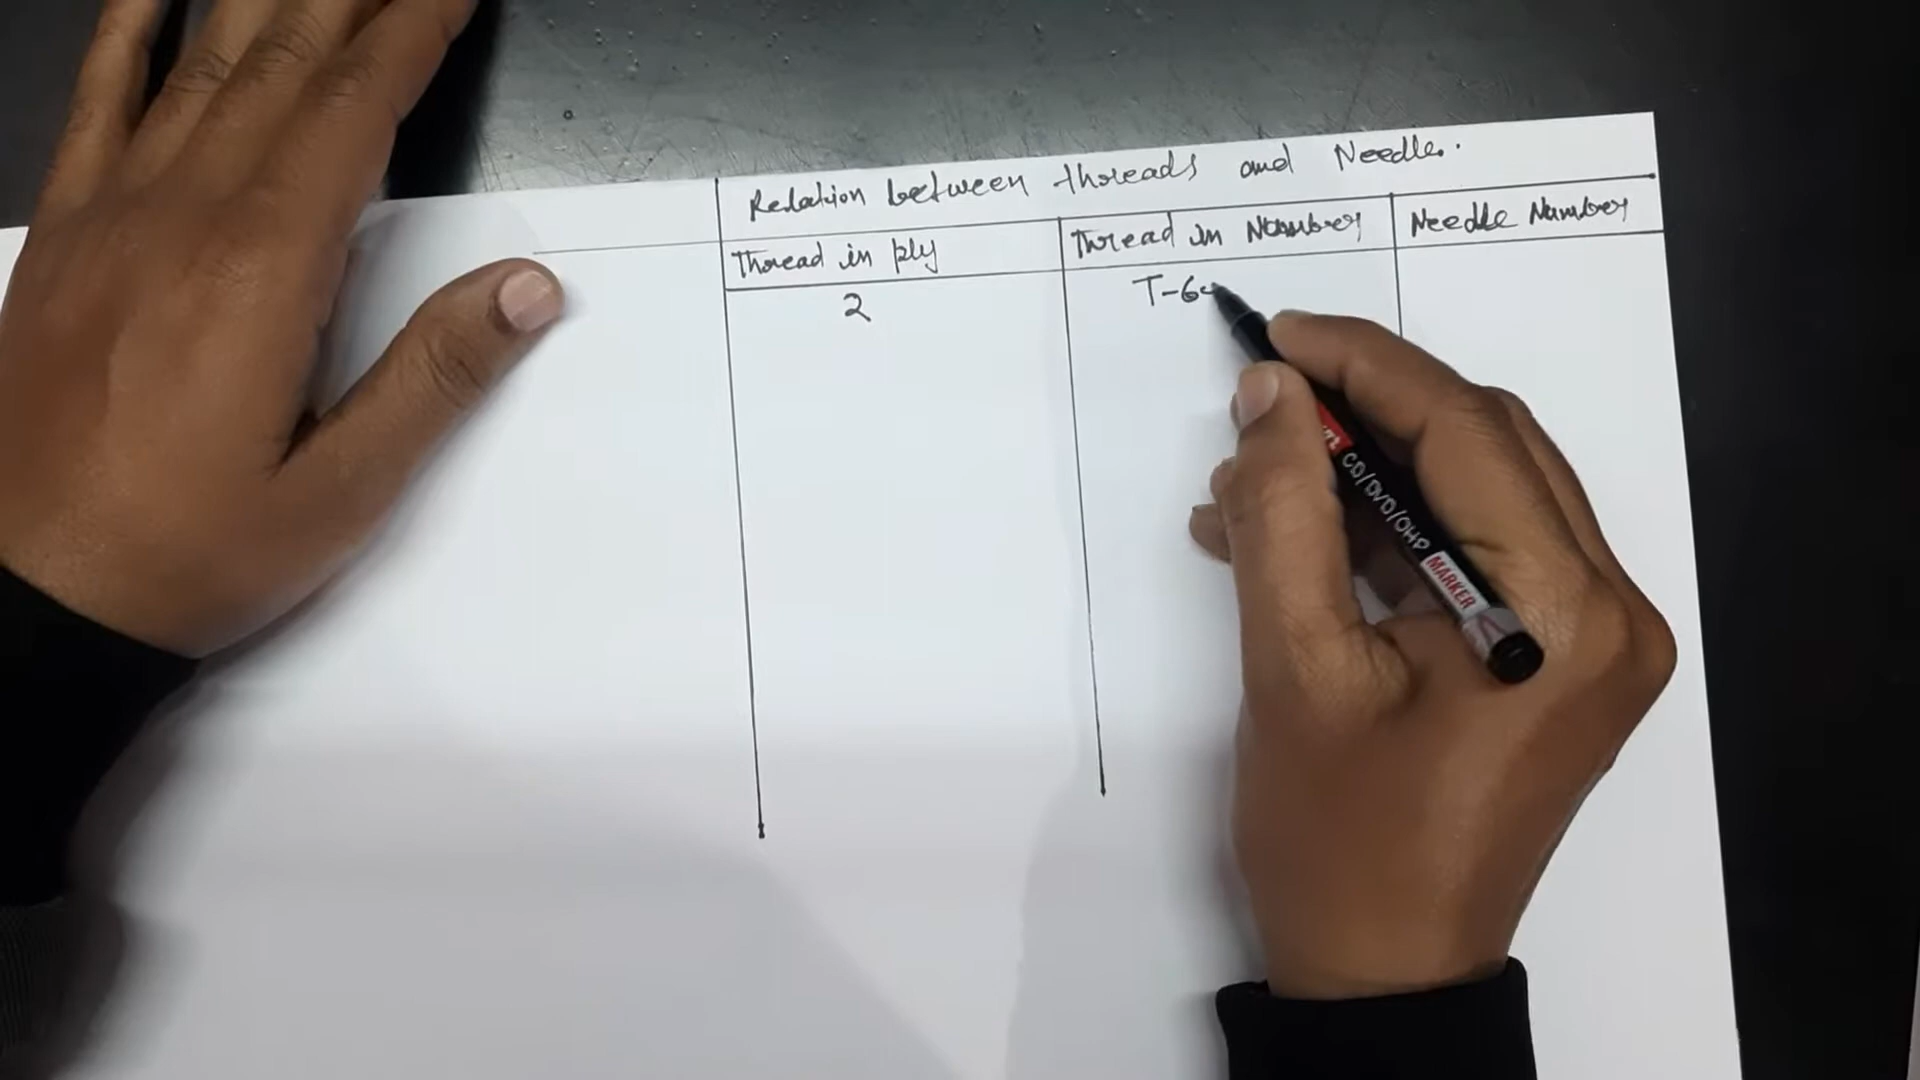 Relation between threads and Needle.
Thread in ply
Thread in Number
Needle Number
2
T-6
CD/DVD/OHP MARKER